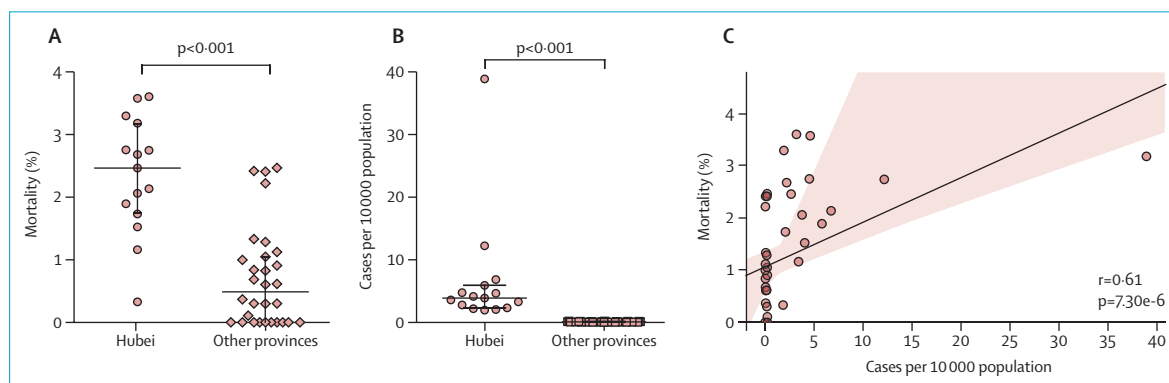 A
p<0·001
Mortality (%)
4
3
2
1
0
Hubei
Other provinces
B
p<0·001
Cases per 10 000 population
40
30
20
10
0
Hubei
Other provinces
C
Mortality (%)
4
3
2
1
0
0
5
10
15
20
25
30
35
40
Cases per 10 000 population
r=0·61
p=7.30e-6